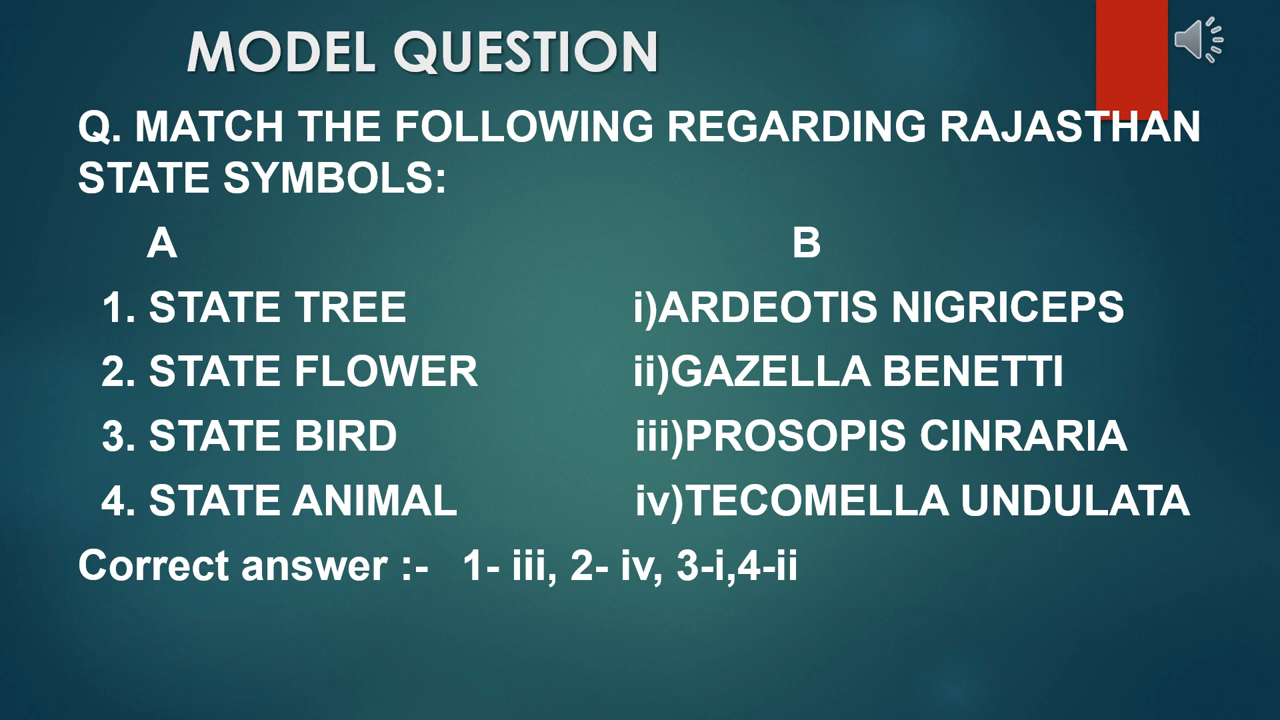 MODEL QUESTION
Q. MATCH THE FOLLOWING REGARDING RAJASTHAN
STATE SYMBOLS:
A B
1. STATE TREE i)ARDEOTIS NIGRICEPS
2. STATE FLOWER ii)GAZELLA BENETTI
3. STATE BIRD iii)PROSOPIS CINRARIA
4. STATE ANIMAL iv)TECOMELLA UNDULATA
Correct answer :- 1- iii, 2- iv, 3-i,4-ii